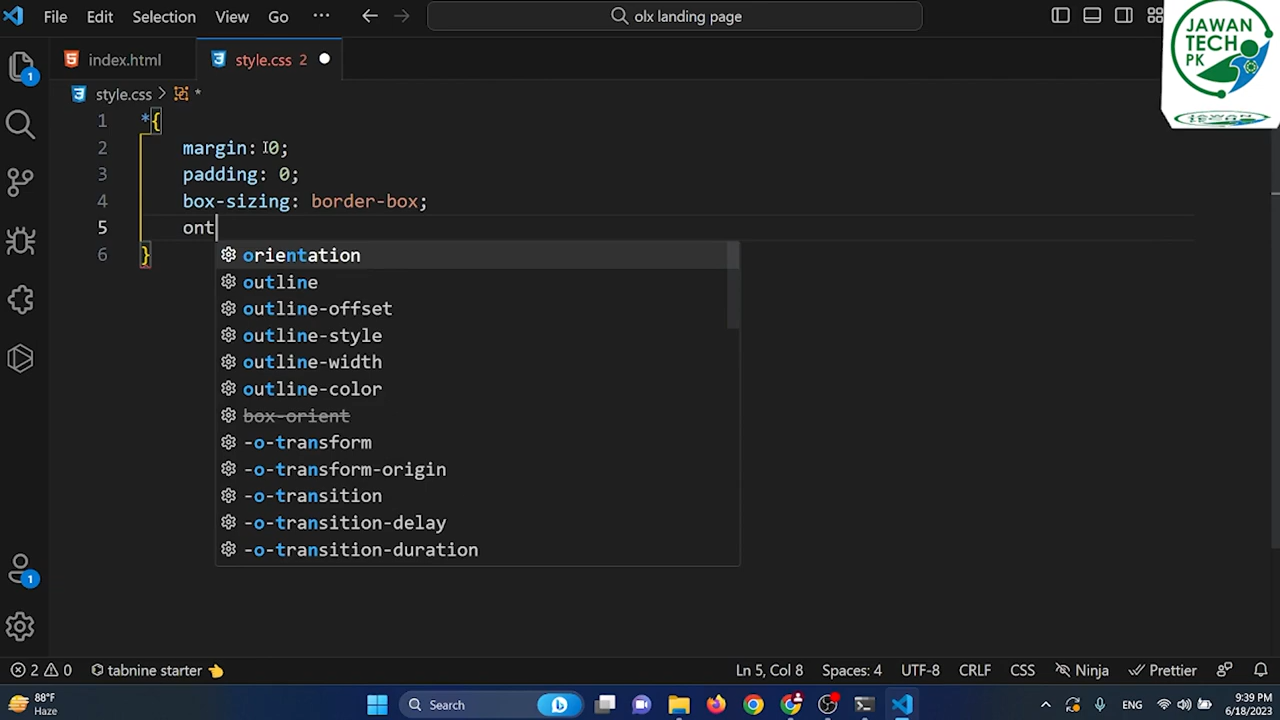 File Edit Selection View Go ··· olx landing page
JAWAN
TECH
PK
index.html style.css 2
style.css > *
1 *{
2 margin: 0;
3 padding: 0;
4 box-sizing: border-box;
5 ont
6 }
orientation
outline
outline-offset
outline-style
outline-width
outline-color
box-orient
-o-transform
-o-transform-origin
-o-transition
-o-transition-delay
-o-transition-duration
1
1
2 0 tabnine starter Ln 5, Col 8 Spaces: 4 UTF-8 CRLF CSS Ninja Prettier
88°F
Haze
Search
ENG
9:39 PM
6/18/2023